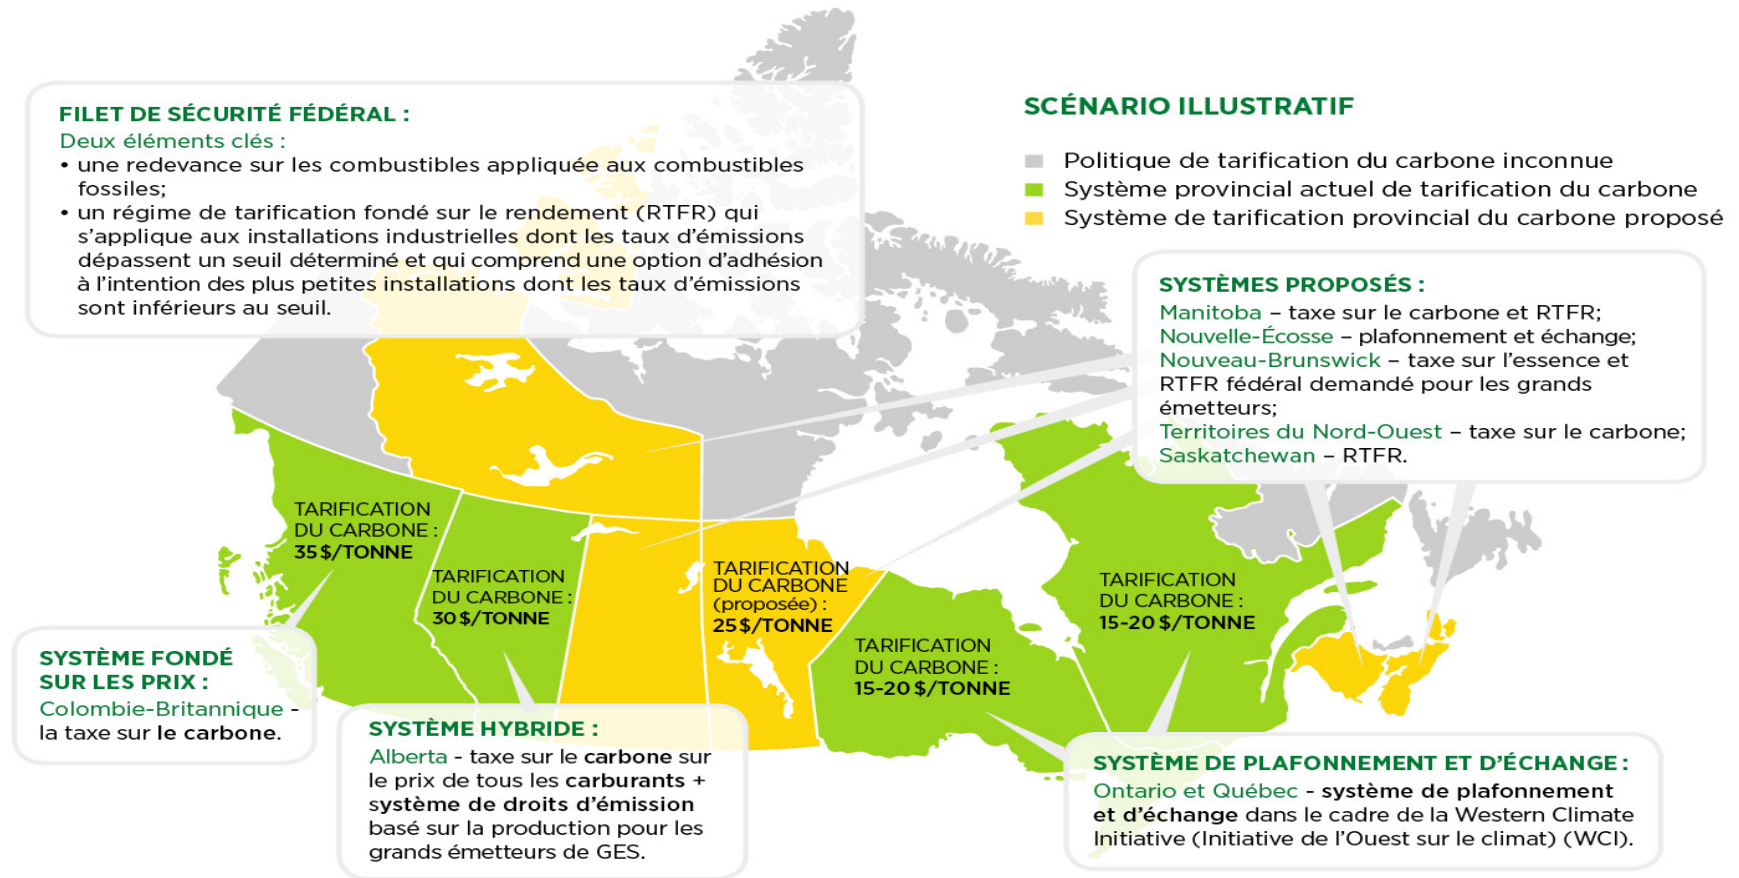 FILET DE SÉCURITÉ FÉDÉRAL :
Deux éléments clés :
• une redevance sur les combustibles appliquée aux combustibles
fossiles;
• un régime de tarification fondé sur le rendement (RTFR) qui
s’applique aux installations industrielles dont les taux d’émissions
dépassent un seuil déterminé et qui comprend une option d’adhésion
à l’intention des plus petites installations dont les taux d’émissions
sont inférieurs au seuil.
SCÉNARIO ILLUSTRATIF
Politique de tarification du carbone inconnue
Système provincial actuel de tarification du carbone
Système de tarification provincial du carbone proposé
SYSTÈMES PROPOSÉS :
Manitoba – taxe sur le carbone et RTFR;
Nouvelle-Écosse – plafonnement et échange;
Nouveau-Brunswick – taxe sur l’essence et
RTFR fédéral demandé pour les grands
émetteurs;
Territoires du Nord-Ouest – taxe sur le carbone;
Saskatchewan – RTFR.
TARIFICATION
DU CARBONE :
35 $/TONNE
TARIFICATION
DU CARBONE :
30 $/TONNE
TARIFICATION
DU CARBONE
(proposée) :
25 $/TONNE
TARIFICATION
DU CARBONE :
15-20 $/TONNE
TARIFICATION
DU CARBONE :
15-20 $/TONNE
SYSTÈME FONDÉ
SUR LES PRIX :
Colombie-Britannique -
la taxe sur le carbone.
SYSTÈME HYBRIDE :
Alberta - taxe sur le carbone sur
le prix de tous les carburants +
système de droits d’émission
basé sur la production pour les
grands émetteurs de GES.
SYSTÈME DE PLAFONNEMENT ET D’ÉCHANGE :
Ontario et Québec - système de plafonnement
et d’échange dans le cadre de la Western Climate
Initiative (Initiative de l’Ouest sur le climat) (WCI).